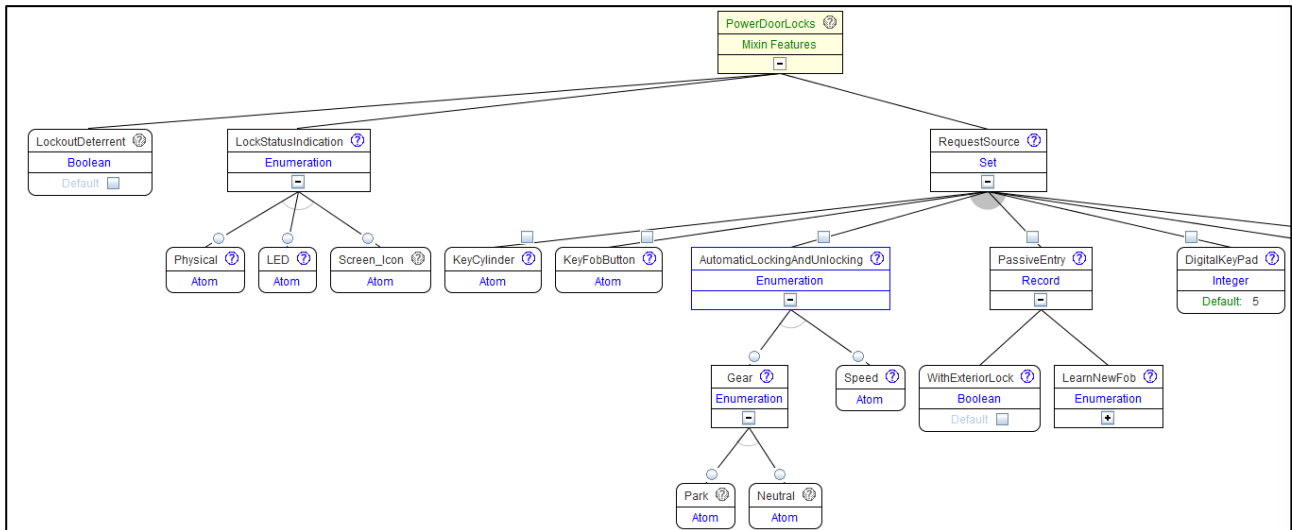 PowerDoorLocks
Mixin Features
LockoutDeterrent
Boolean
Default
LockStatusIndication
Enumeration
RequestSource
Set
Physical
Atom
LED
Atom
Screen_Icon
Atom
KeyCylinder
Atom
KeyFobButton
Atom
AutomaticLockingAndUnlocking
Enumeration
PassiveEntry
Record
DigitalKeyPad
Integer
Default: 5
Gear
Enumeration
Speed
Atom
WithExteriorLock
Boolean
Default
LearnNewFob
Enumeration
Park
Atom
Neutral
Atom